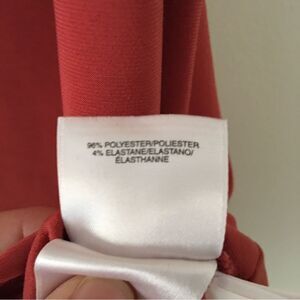 96% POLYESTER/POLIESTER
4% ELASTANE/ELASTANO/
ÉLASTHANNE